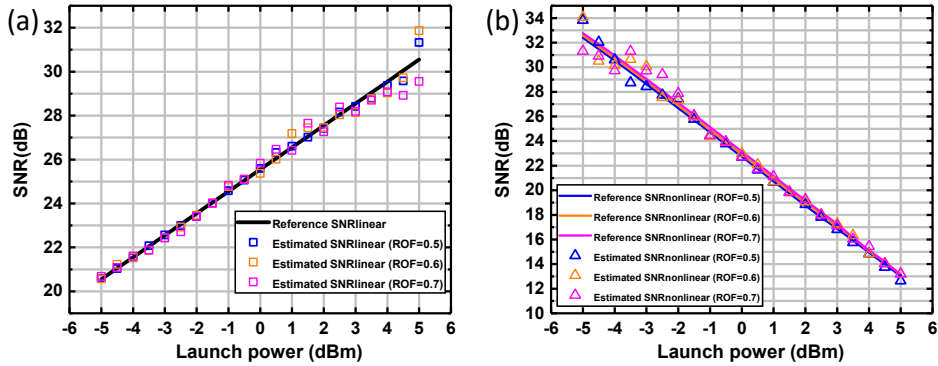 (a)
SNR(dB)
32
30
28
26
24
22
20
Reference SNRlinear
Estimated SNRlinear (ROF=0.5)
Estimated SNRlinear (ROF=0.6)
Estimated SNRlinear (ROF=0.7)
-6 -5 -4 -3 -2 -1 0 1 2 3 4 5 6
Launch power (dBm)
(b)
SNR(dB)
34
32
30
28
26
24
22
20
18
16
14
12
10
Reference SNRnonlinear (ROF=0.5)
Reference SNRnonlinear (ROF=0.6)
Reference SNRnonlinear (ROF=0.7)
Estimated SNRnonlinear (ROF=0.5)
Estimated SNRnonlinear (ROF=0.6)
Estimated SNRnonlinear (ROF=0.7)
-6 -5 -4 -3 -2 -1 0 1 2 3 4 5 6
Launch power (dBm)